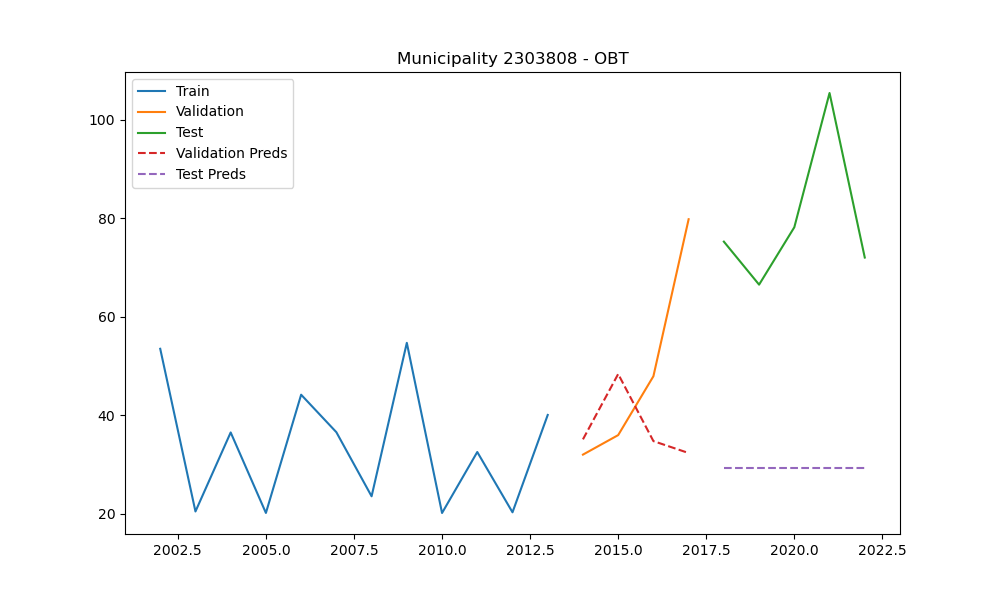 Municipality 2303808 - OBT
Train
Validation
Test
Validation Preds
Test Preds
100
80
60
40
20
2002.5 2005.0 2007.5 2010.0 2012.5 2015.0 2017.5 2020.0 2022.5